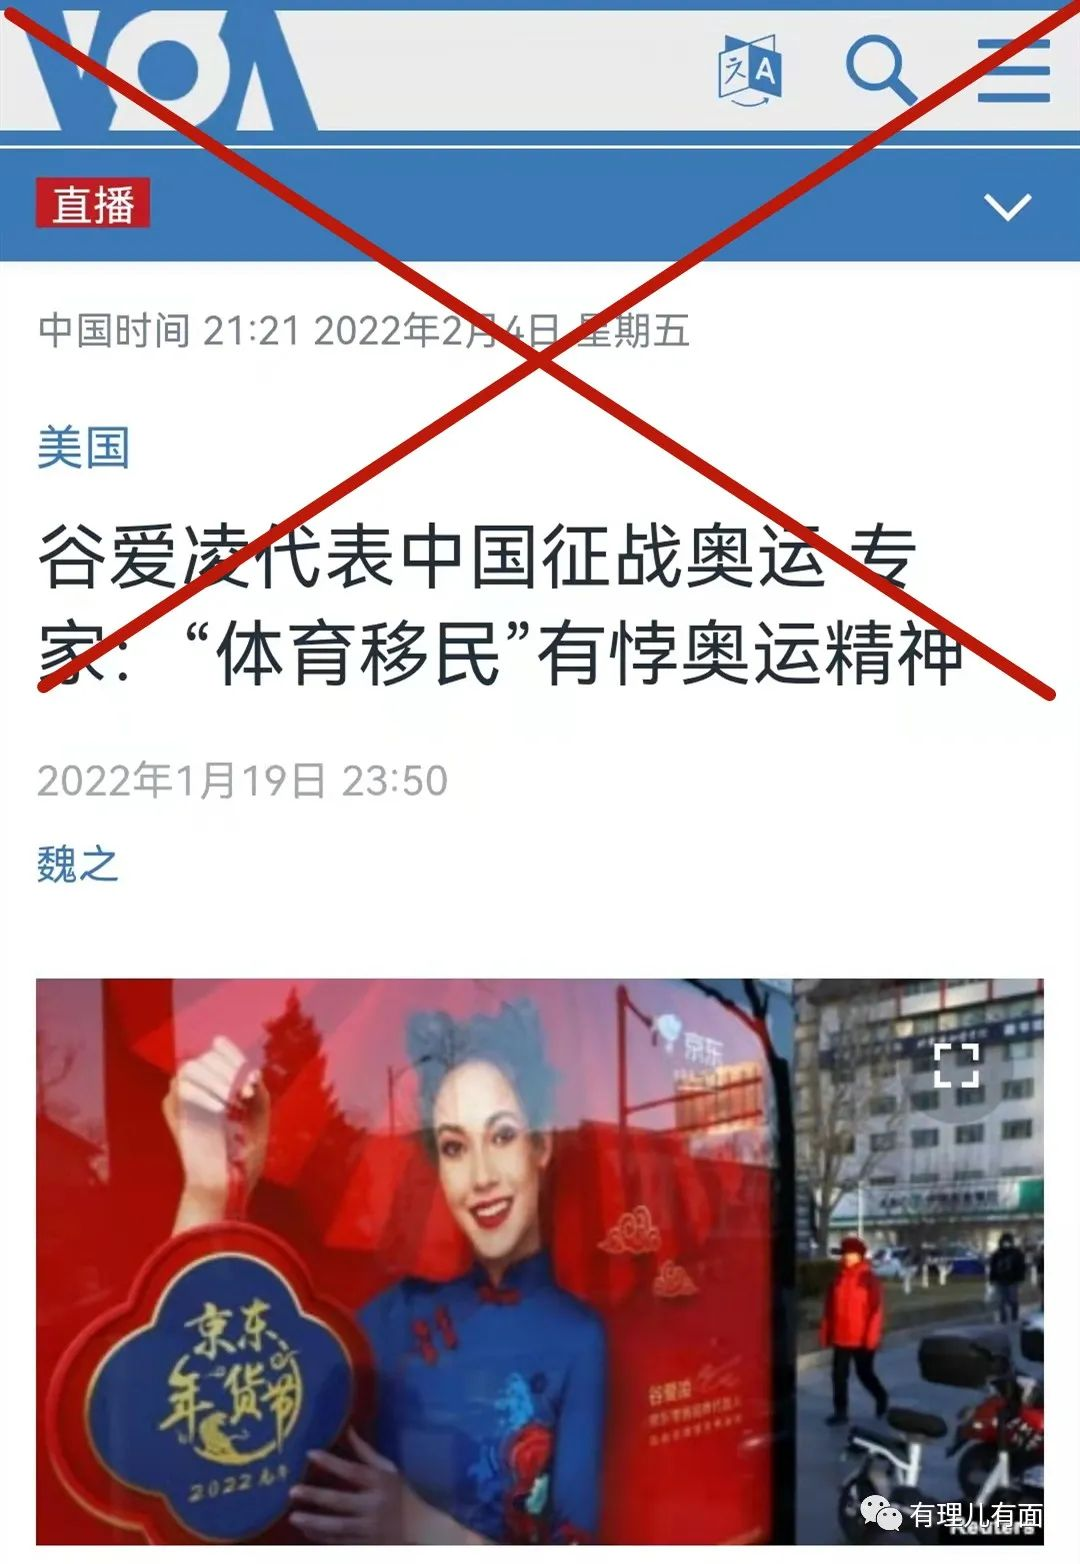 VOA
文A
直播
中国时间 21:21 2022年2月4日 星期五
美国
谷爱凌代表中国征战奥运 专
家：“体育移民”有悖奥运精神
2022年1月19日 23:50
魏之
京东
谷爱凌
京东
年货节
2022
有理儿有面
Reuters